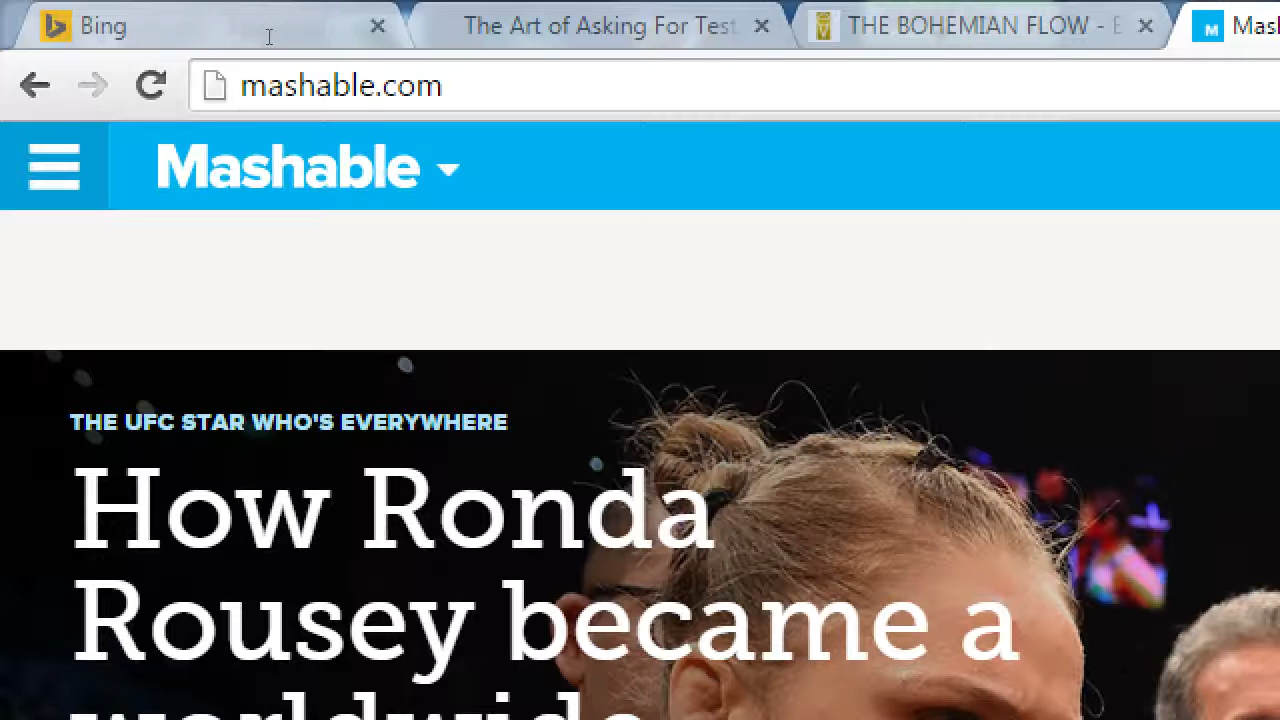 Bing
The Art of Asking For Test
THE BOHEMIAN FLOW -
Mas
mashable.com
Mashable
THE UFC STAR WHO'S EVERYWHERE
How Ronda
Rousey became a
worldwide